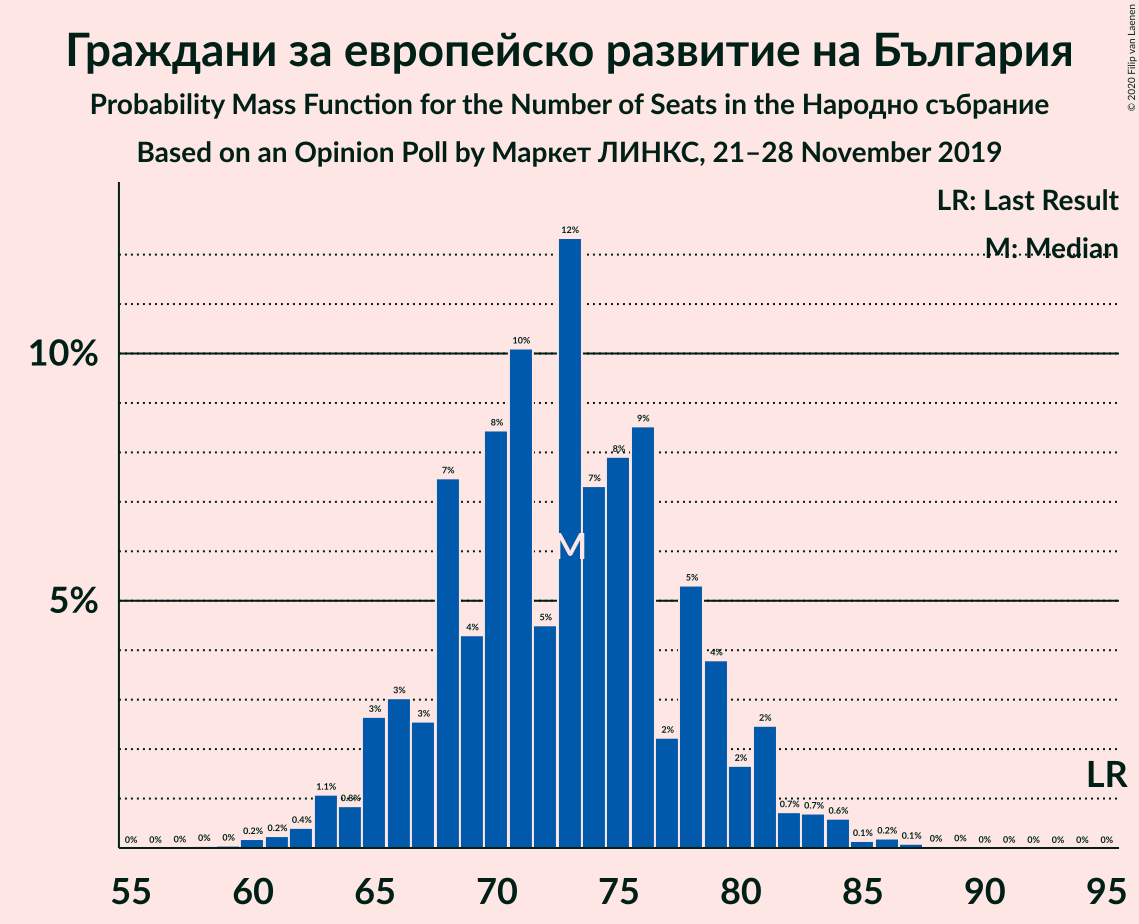 Граждани за европейско развитие на България
Probability Mass Function for the Number of Seats in the Народно събрание
Based on an Opinion Poll by Маркет ЛИНКС, 21–28 November 2019
© 2020 Filip van Laenen
LR: Last Result
M: Median
10%
5%
0% 0% 0% 0% 0% 0.2% 0.2% 0.4% 1.1% 0.8% 3% 3% 3% 7% 4% 8% 10% 5% 12% 7% 8% 9% 2% 5% 4% 2% 2% 0.7% 0.7% 0.6% 0.1% 0.2% 0.1% 0% 0% 0% 0% 0% 0% 0% 0%
M
LR
55 60 65 70 75 80 85 90 95